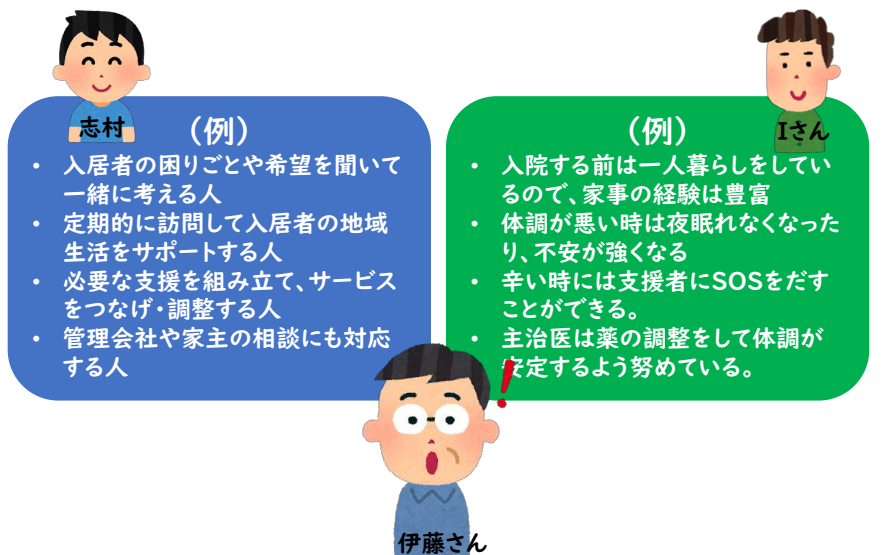 志村
(例)
• 入居者の困りごとや希望を聞いて
一緒に考える人
• 定期的に訪問して入居者の地域
生活をサポートする人
• 必要な支援を組み立て、サービス
をつなげ・調整する人
• 管理会社や家主の相談にも対応
する人
Iさん
(例)
• 入院する前は一人暮らしをしてい
るので、家事の経験は豊富
• 体調が悪い時は夜眠れなくなった
り、不安が強くなる
• 辛い時には支援者にSOSをだす
ことができる。
• 主治医は薬の調整をして体調が
安定するよう努めている。
!
伊藤さん